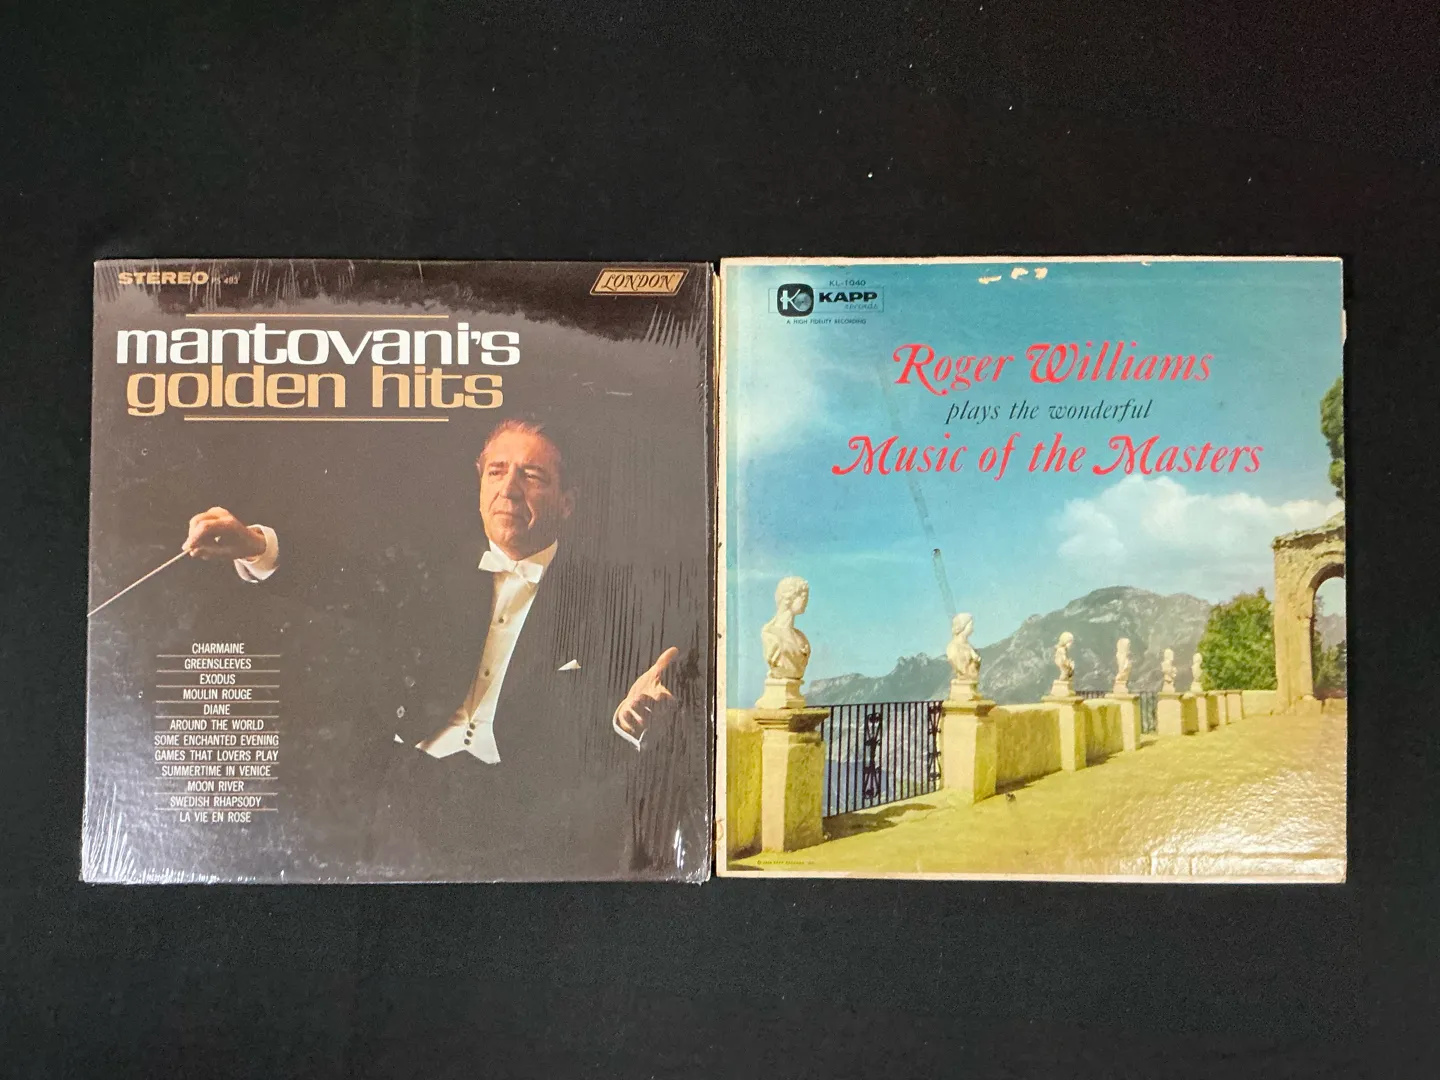 STEREO PS 483
LONDON
mantovani's
golden hits
CHARMAINE
GREENSLEEVES
EXODUS
MOULIN ROUGE
DIANE
AROUND THE WORLD
SOME ENCHANTED EVENING
GAMES THAT LOVERS PLAY
SUMMERTIME IN VENICE
MOON RIVER
SWEDISH RHAPSODY
LA VIE EN ROSE
KL-1040
K KAPP
records
A HIGH FIDELITY RECORDING
Roger Williams
plays the wonderful
Music of the Masters